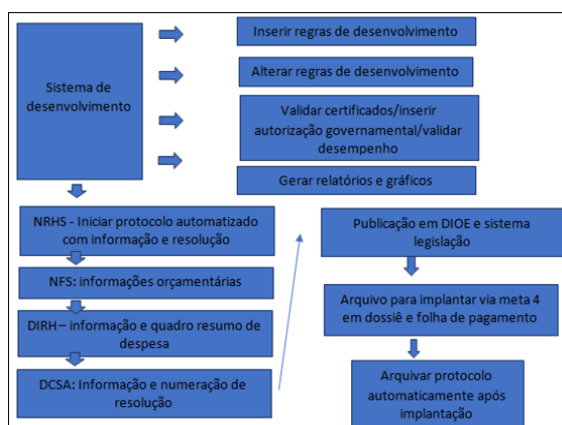 Sistema de
desenvolvimento
Inserir regras de desenvolvimento
Alterar regras de desenvolvimento
Validar certificados/inserir
autorização governamental/validar
desempenho
Gerar relatórios e gráficos
NRHS - Iniciar protocolo automatizado
com informação e resolução
NFS: informações orçamentárias
DIRH – informação e quadro resumo de
despesa
DCSA: Informação e numeração de
resolução
Publicação em DIOE e sistema
legislação
Arquivo para implantar via meta 4
em dossiê e folha de pagamento
Arquivar protocolo
automaticamente após
implantação